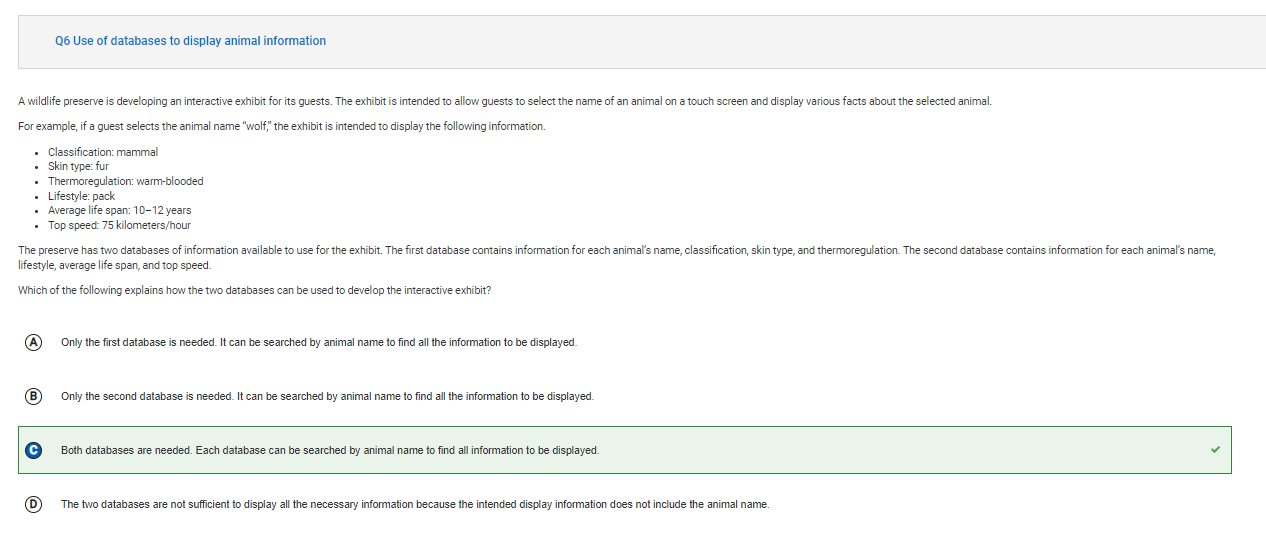 Q6 Use of databases to display animal information
A wildlife preserve is developing an interactive exhibit for its guests. The exhibit is intended to allow guests to select the name of an animal on a touch screen and display various facts about the selected animal.
For example, if a guest selects the animal name “wolf,” the exhibit is intended to display the following information.
• Classification: mammal
• Skin type: fur
• Thermoregulation: warm-blooded
• Lifestyle: pack
• Average life span: 10–12 years
• Top speed: 75 kilometers/hour
The preserve has two databases of information available to use for the exhibit. The first database contains information for each animal’s name, classification, skin type, and thermoregulation. The second database contains information for each animal’s name,
lifestyle, average life span, and top speed.
Which of the following explains how the two databases can be used to develop the interactive exhibit?
A Only the first database is needed. It can be searched by animal name to find all the information to be displayed.
B Only the second database is needed. It can be searched by animal name to find all the information to be displayed.
C Both databases are needed. Each database can be searched by animal name to find all information to be displayed.
D The two databases are not sufficient to display all the necessary information because the intended display information does not include the animal name.